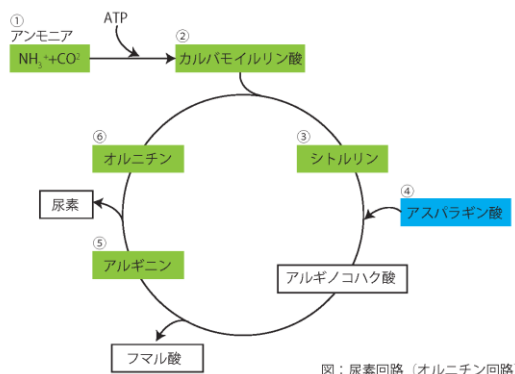 ①
アンモニア
NH₃⁺+CO²
ATP
②
カルバモイルリン酸
⑥
オルニチン
③
シトルリン
尿素
④
アスパラギン酸
⑤
アルギニン
アルギノコハク酸
フマル酸
図：尿素回路（オルニチン回路